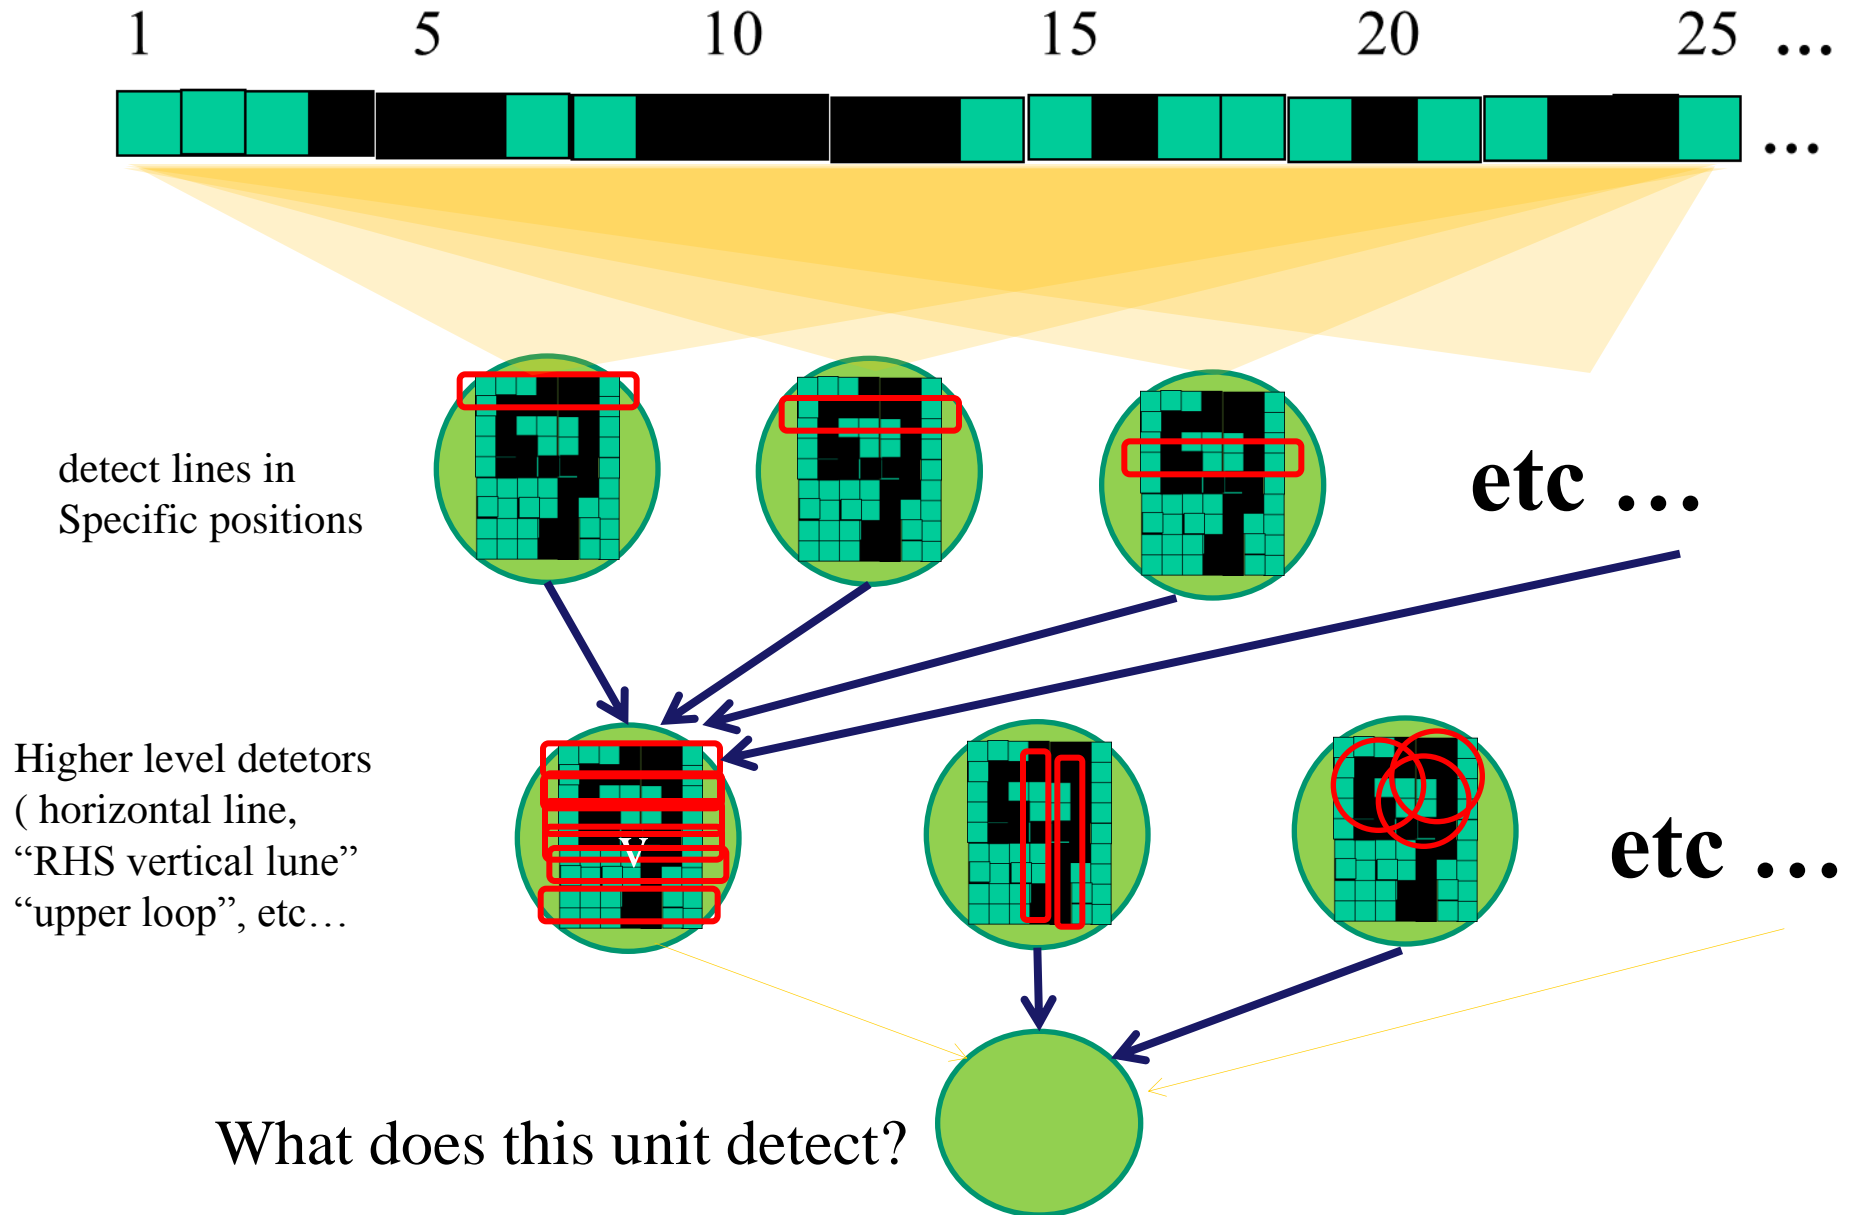 1 5 10 15 20 25 …
…
detect lines in
Specific positions
etc …
Higher level detetors
( horizontal line,
“RHS vertical lune”
“upper loop”, etc…
v
etc …
What does this unit detect?